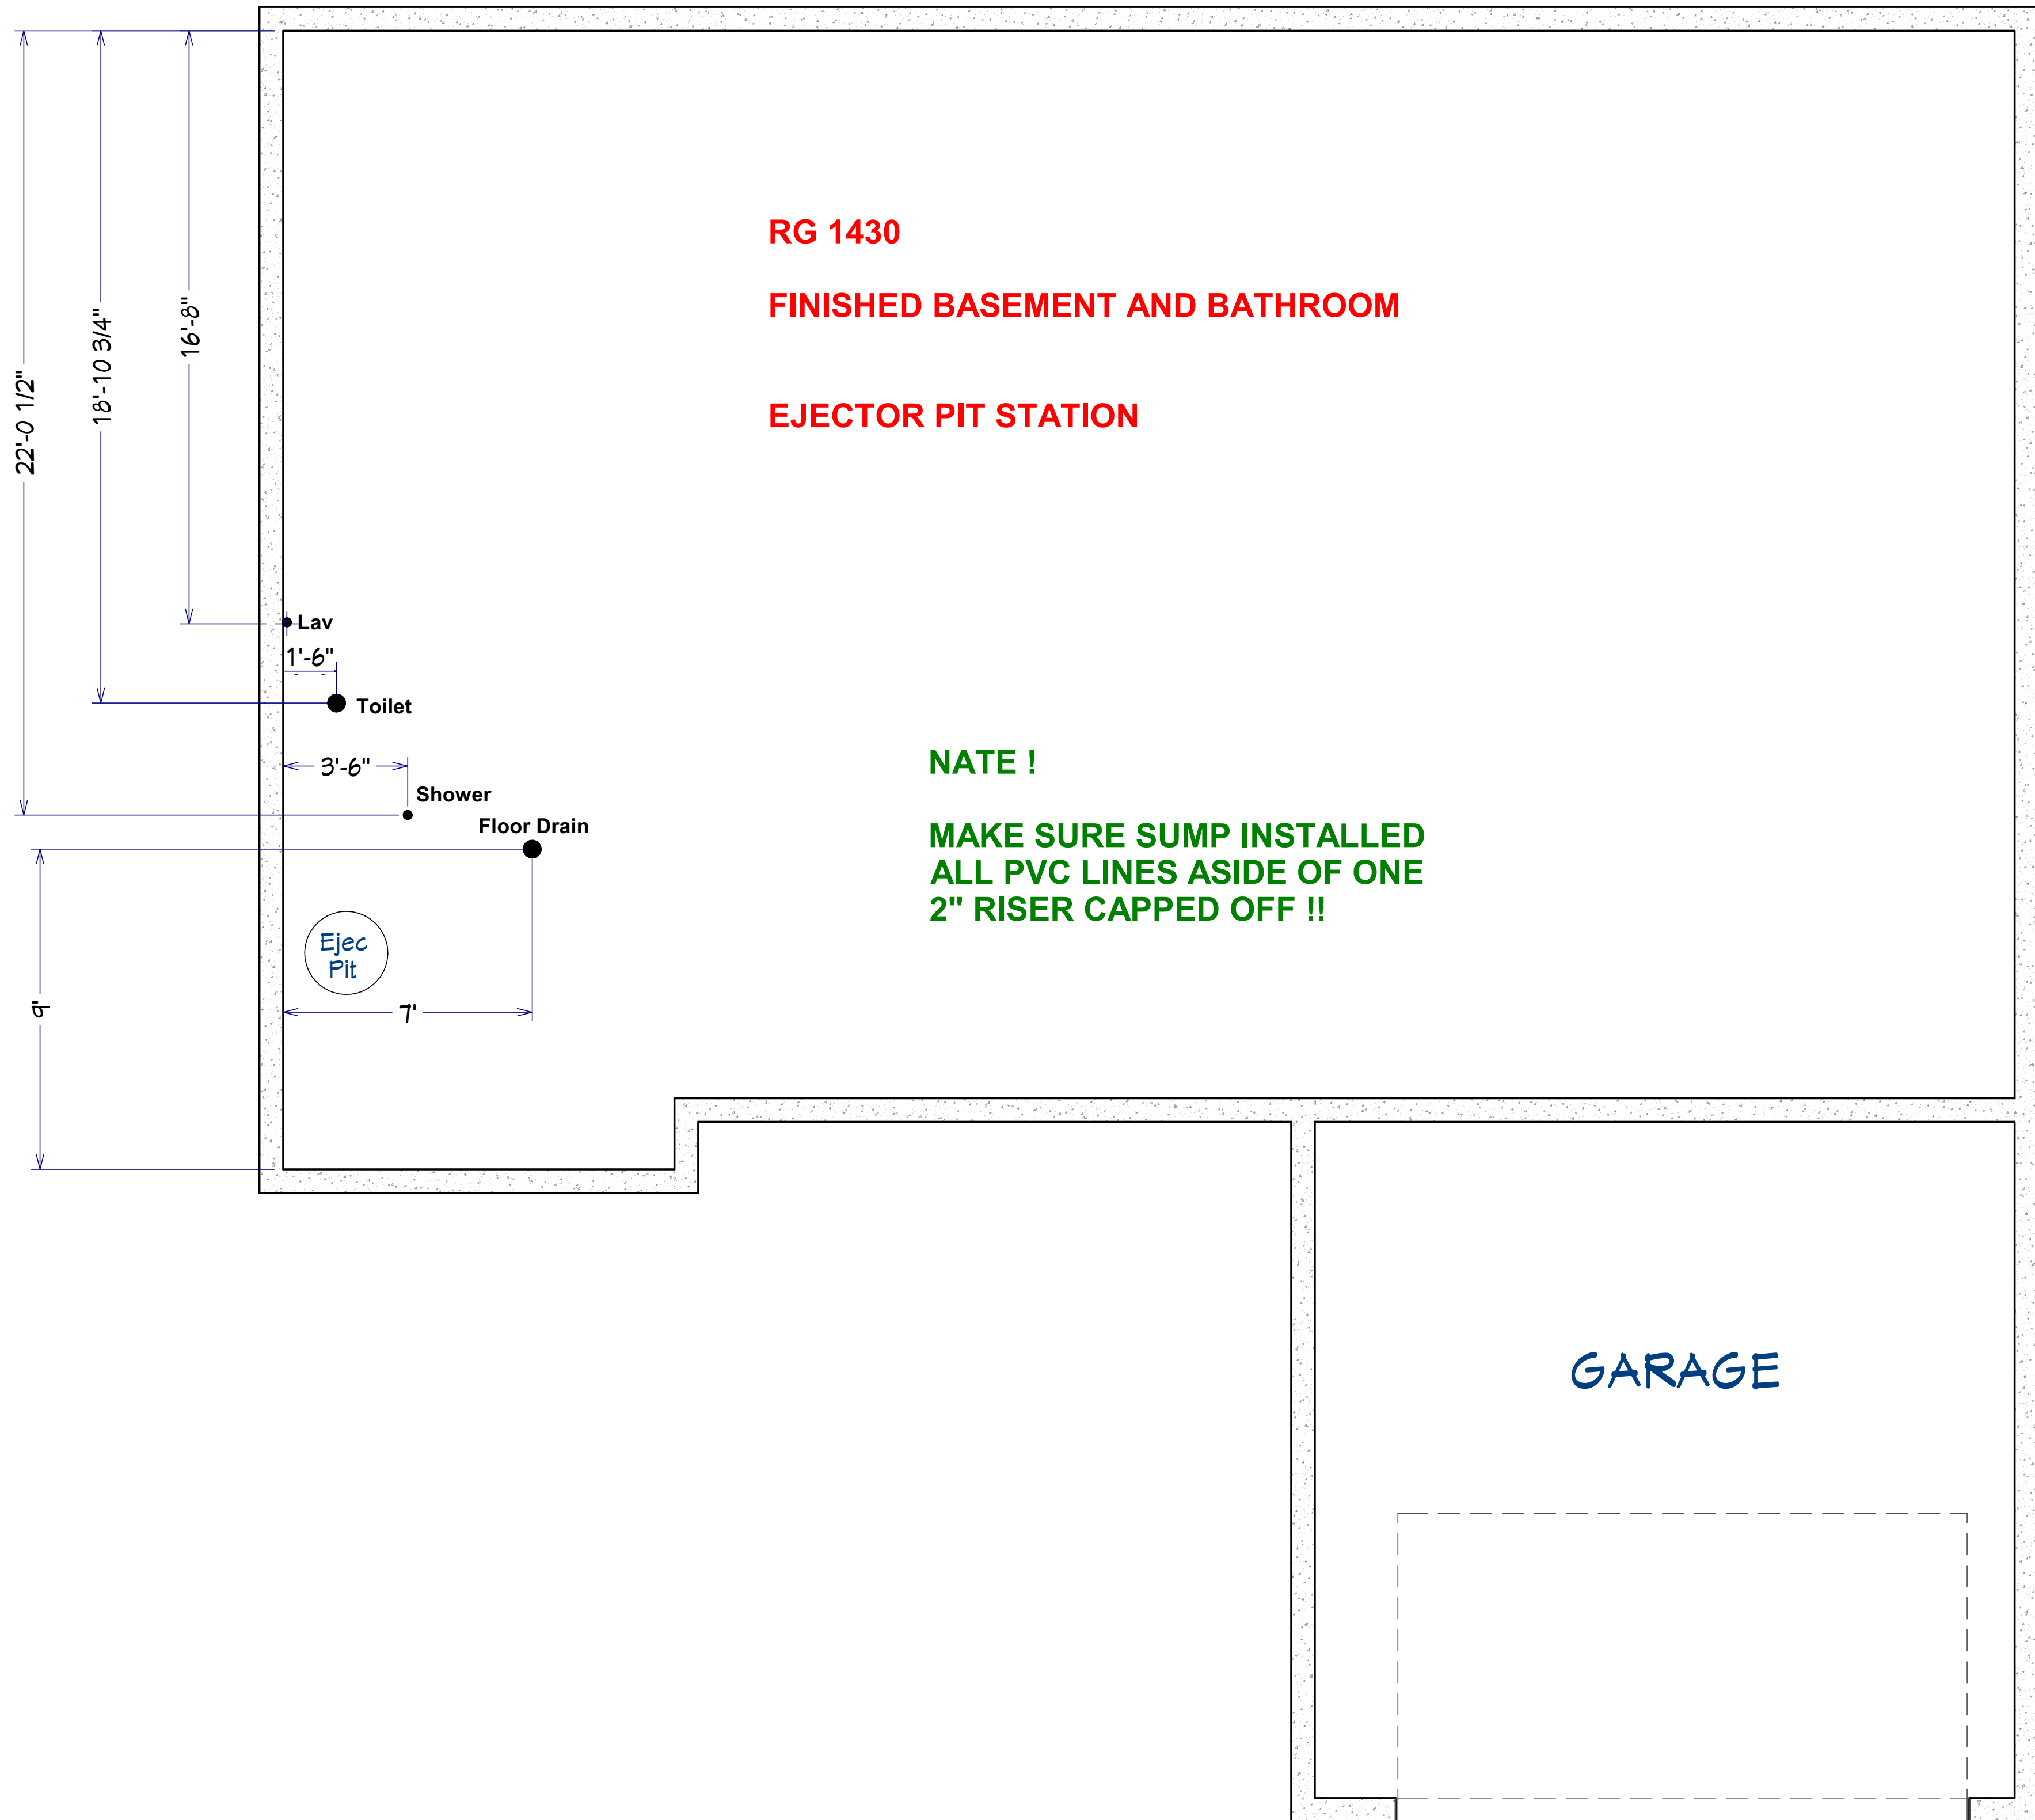 RG 1430
FINISHED BASEMENT AND BATHROOM
EJECTOR PIT STATION
22'-0 1/2"
18'-10 3/4"
16'-8"
Lav
1'-6"
Toilet
3'-6"
Shower
Floor Drain
NATE !
MAKE SURE SUMP INSTALLED
ALL PVC LINES ASIDE OF ONE
2" RISER CAPPED OFF !!
Ejec
Pit
9'
7'
GARAGE